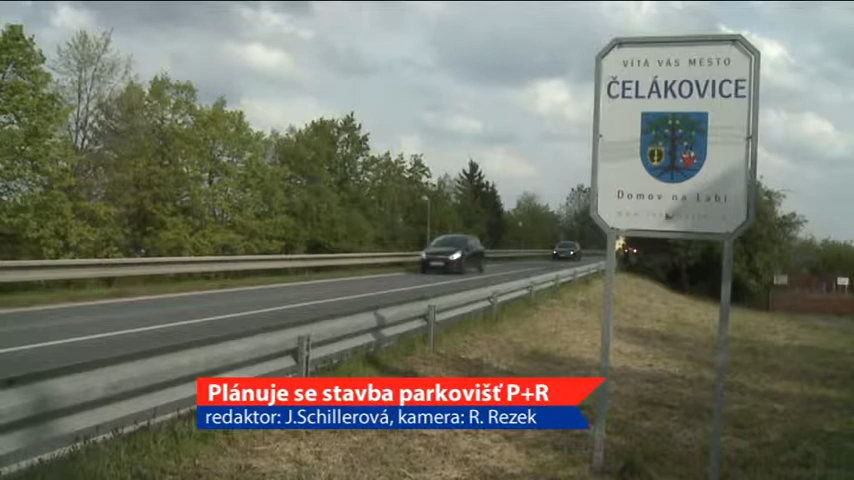 VÍTÁ VÁS MĚSTO
ČELÁKOVICE
Domov na Labi
Plánuje se stavba parkovišť P+R
redaktor: J.Schillerová, kamera: R. Rezek